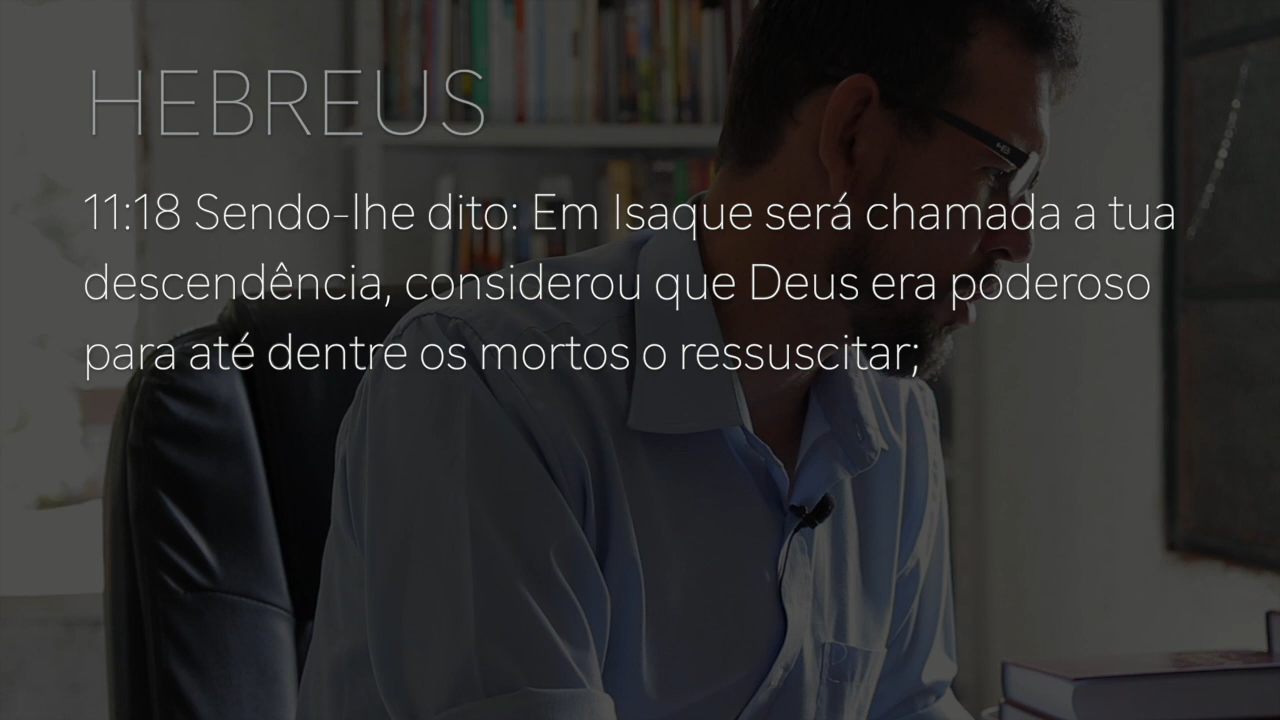 HEBREUS
11:18 Sendo-lhe dito: Em Isaque será chamada a tua
descendência, considerou que Deus era poderoso
para até dentre os mortos o ressuscitar;